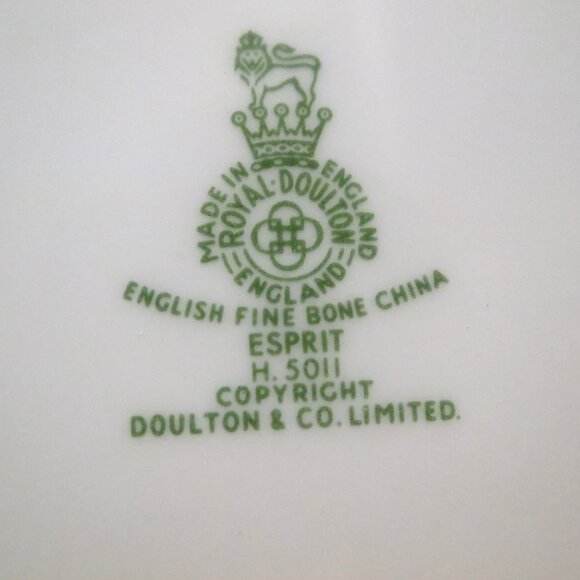 MADE IN ENGLAND
ROYAL·DOULTON
ENGLAND
ENGLISH FINE BONE CHINA
ESPRIT
H. 5011
COPYRIGHT
DOULTON & CO. LIMITED.